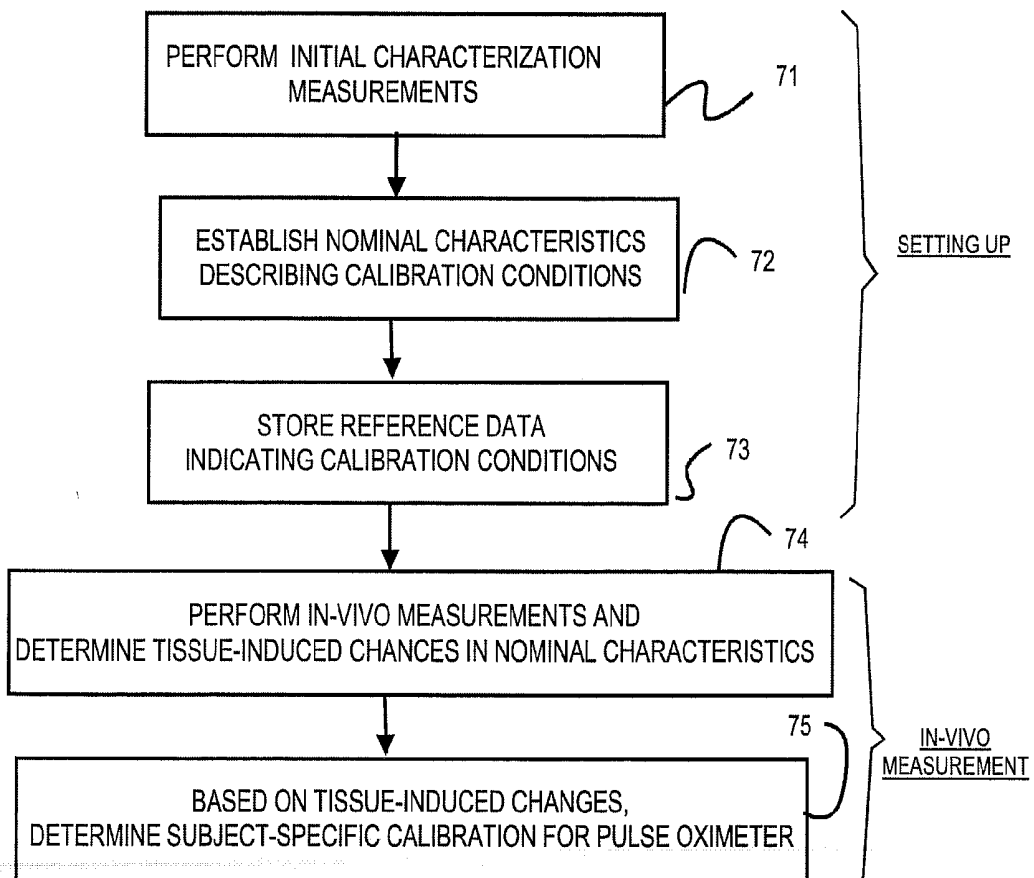 PERFORM INITIAL CHARACTERIZATION
MEASUREMENTS
71
ESTABLISH NOMINAL CHARACTERISTICS
DESCRIBING CALIBRATION CONDITIONS
72
SETTING UP
STORE REFERENCE DATA
INDICATING CALIBRATION CONDITIONS
73
74
PERFORM IN-VIVO MEASUREMENTS AND
DETERMINE TISSUE-INDUCED CHANCES IN NOMINAL CHARACTERISTICS
75
IN-VIVO
MEASUREMENT
BASED ON TISSUE-INDUCED CHANGES,
DETERMINE SUBJECT-SPECIFIC CALIBRATION FOR PULSE OXIMETER